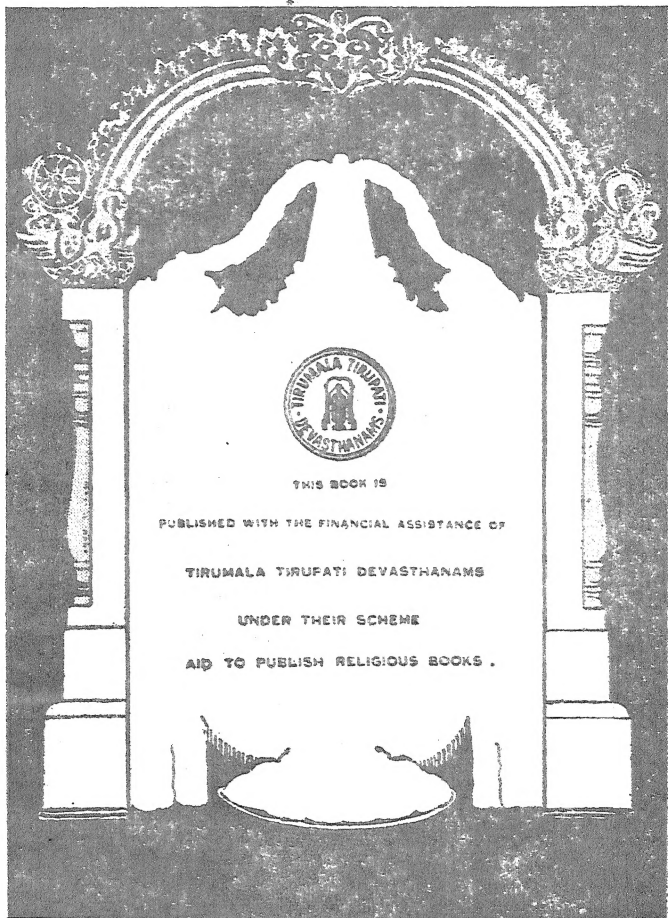 TIRUMALA TIRUPATI
DEVASTHANAMS
THIS BOOK IS
PUBLISHED WITH THE FINANCIAL ASSISTANCE OF
TIRUMALA TIRUPATI DEVASTHANAMS
UNDER THEIR SCHEME
AID TO PUBLISH RELIGIOUS BOOKS.